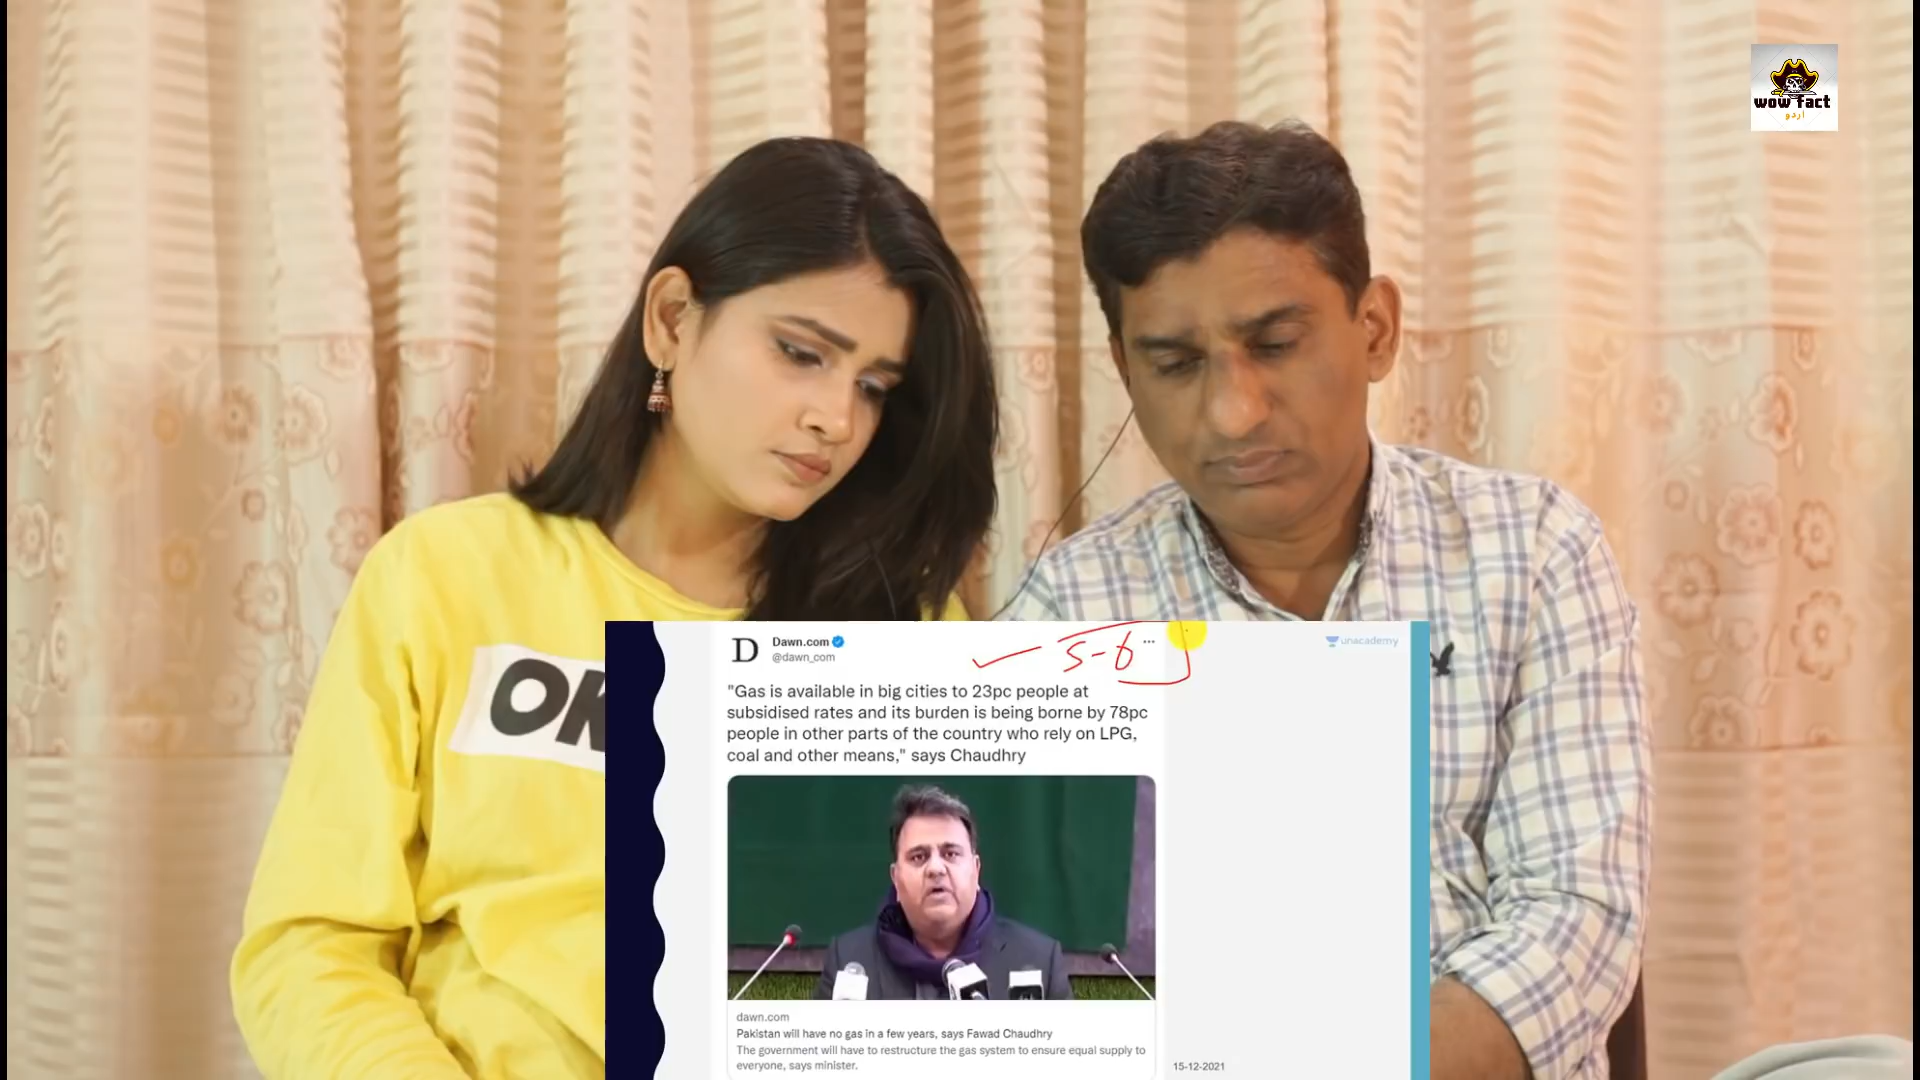 wow fact
اردو
OK
Dawn.com
@dawn_com
5-6
unacademy
"Gas is available in big cities to 23pc people at
subsidised rates and its burden is being borne by 78pc
people in other parts of the country who rely on LPG,
coal and other means," says Chaudhry
dawn.com
Pakistan will have no gas in a few years, says Fawad Chaudhry
The government will have to restructure the gas system to ensure equal supply to
everyone, says minister.
15-12-2021